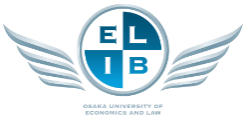 E L
I B
OSAKA UNIVERSITY OF
ECONOMICS AND LAW